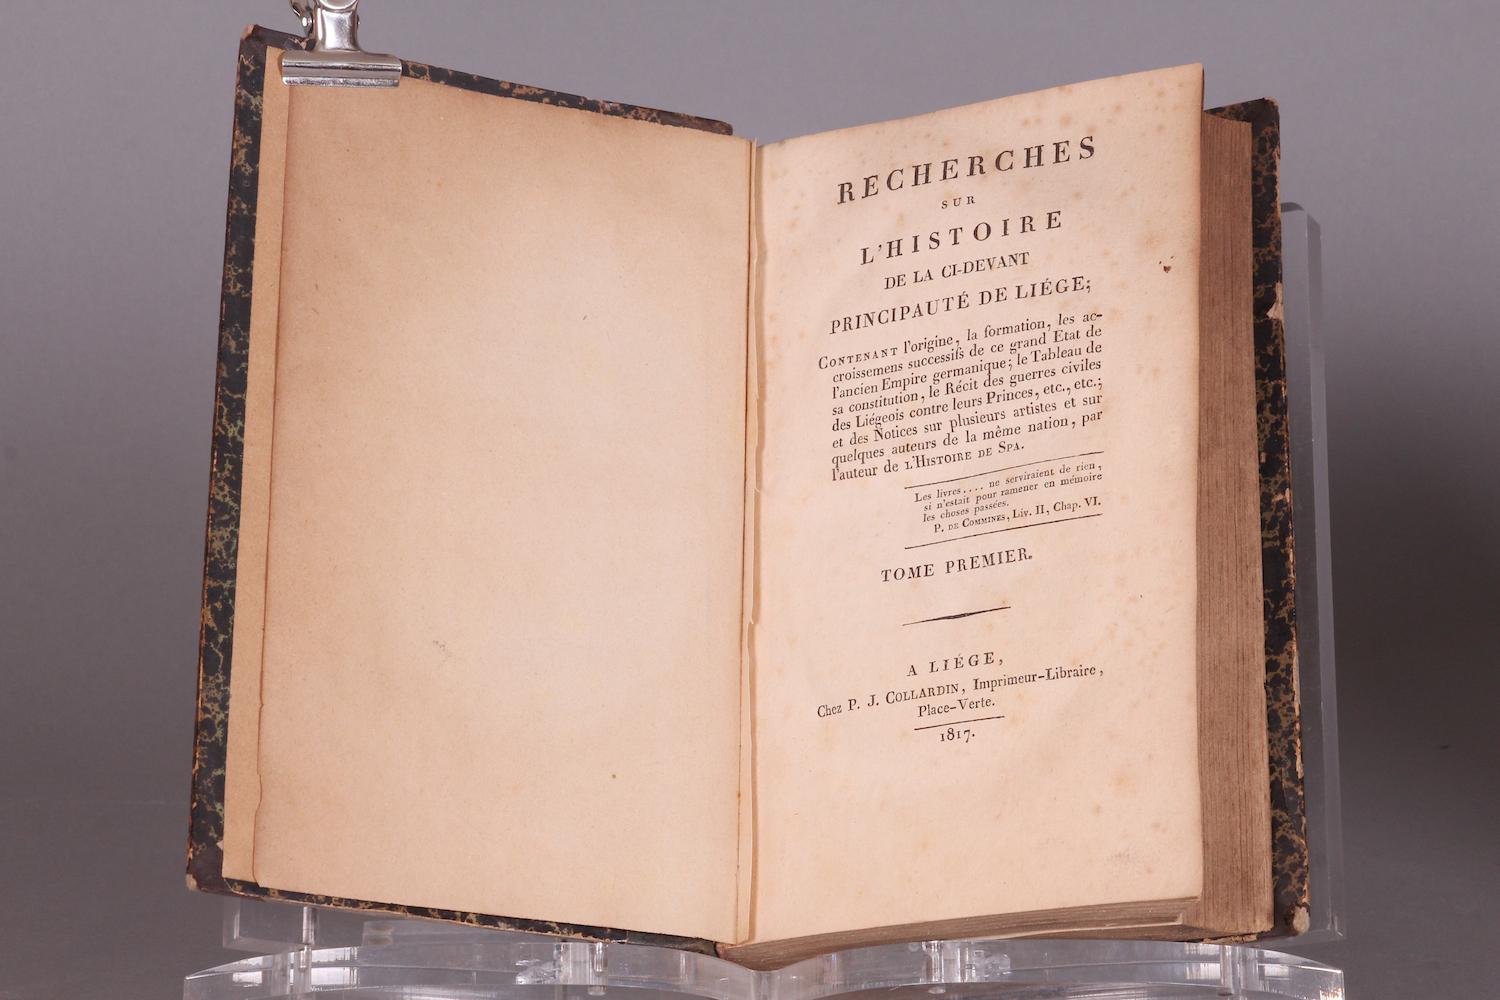 RECHERCHES
SUR
L'HISTOIRE
DE LA CI-DEVANT
PRINCIPAUTÉ DE LIÉGE;
CONTENANT l'origine, la formation, les ac-
croissemens successifs de ce grand Etat de
l'ancien Empire germanique; le Tableau de
sa constitution, le Récit des guerres civiles
des Liégeois contre leurs Princes, etc., etc.;
et des Notices sur plusieurs artistes et sur
quelques auteurs de la même nation, par
l'auteur de L'HISTOIRE DE SPA.
Les livres.... ne serviraient de rien,
si n'estait pour ramener en mémoire
les choses passées.
P. DE COMMINES, Liv. II, Chap. VI.
TOME PREMIER.
A LIÉGE,
Chez P. J. COLLARDIN, Imprimeur-Libraire,
Place-Verte.
1817.